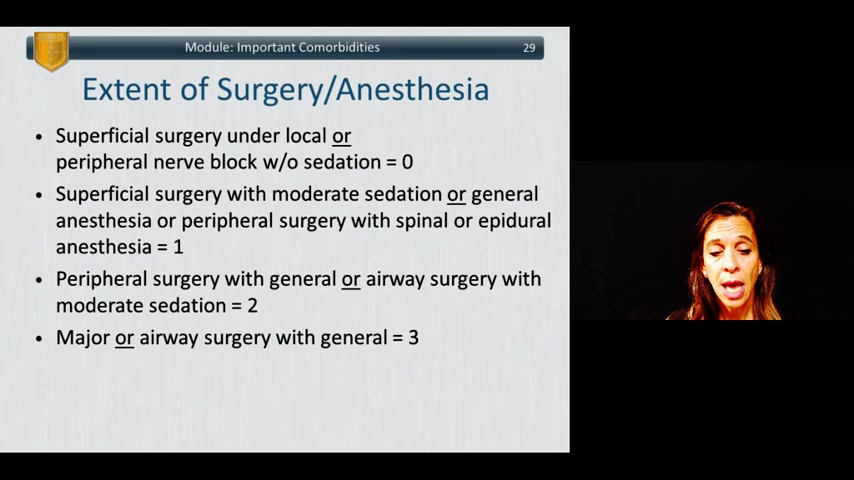 Module: Important Comorbidities 29
Extent of Surgery/Anesthesia
• Superficial surgery under local or
peripheral nerve block w/o sedation = 0
• Superficial surgery with moderate sedation or general
anesthesia or peripheral surgery with spinal or epidural
anesthesia = 1
• Peripheral surgery with general or airway surgery with
moderate sedation = 2
• Major or airway surgery with general = 3